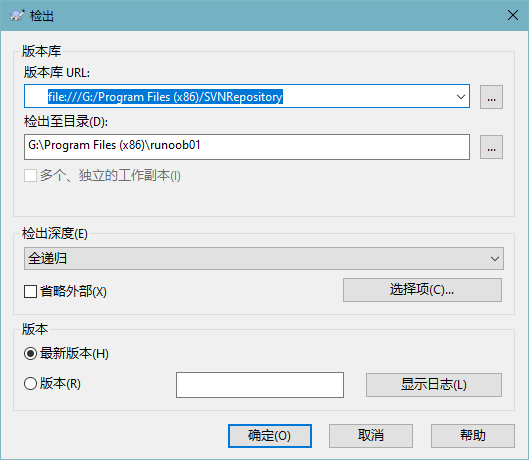 检出
版本库
版本库 URL:
file:///G:/Program Files (x86)/SVNRepository
...
检出至目录(D):
G:\Program Files (x86)\runoob01
...
多个、独立的工作副本(I)
检出深度(E)
全递归
省略外部(X)
选择项(C)...
版本
最新版本(H)
版本(R)
显示日志(L)
确定(O)
取消
帮助